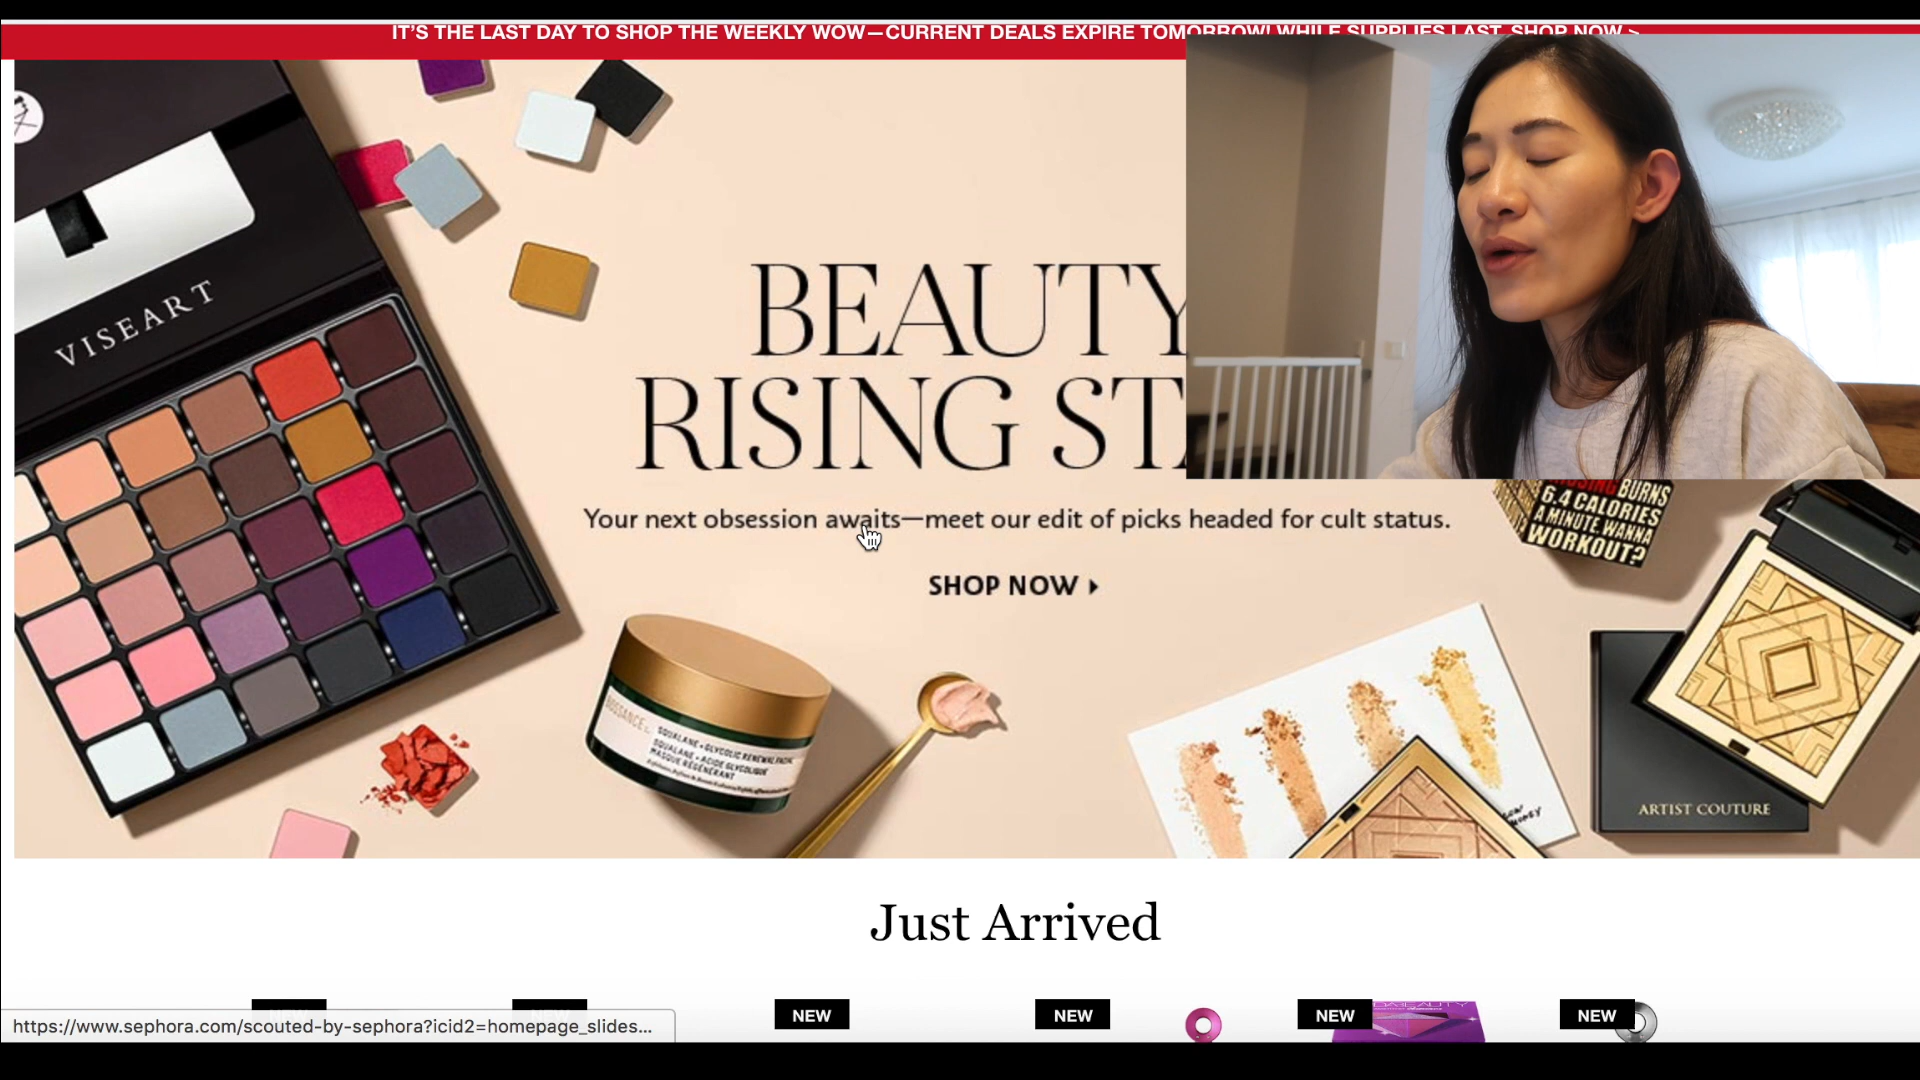 IT'S THE LAST DAY TO SHOP THE WEEKLY WOW—CURRENT DEALS EXPIRE TOMORROW! WHILE SUPPLIES LAST. SHOP NOW >
VISEART
BEAUTY
RISING ST
Your next obsession awaits—meet our edit of picks headed for cult status.
SHOP NOW
BURNS
6.4 CALORIES
A MINUTE. WANNA
WORKOUT?
BIOSSANCE
SQUALANE + GLYCOLIC RENEWAL FACIAL
SQUALANE + ACIDE GLYCOLIQUE
MASQUE RÉGÉNÉRANT
ARTIST COUTURE
Just Arrived
NEW
NEW
NEW
NEW
https://www.sephora.com/scouted-by-sephora?icid2=homepage_slides...